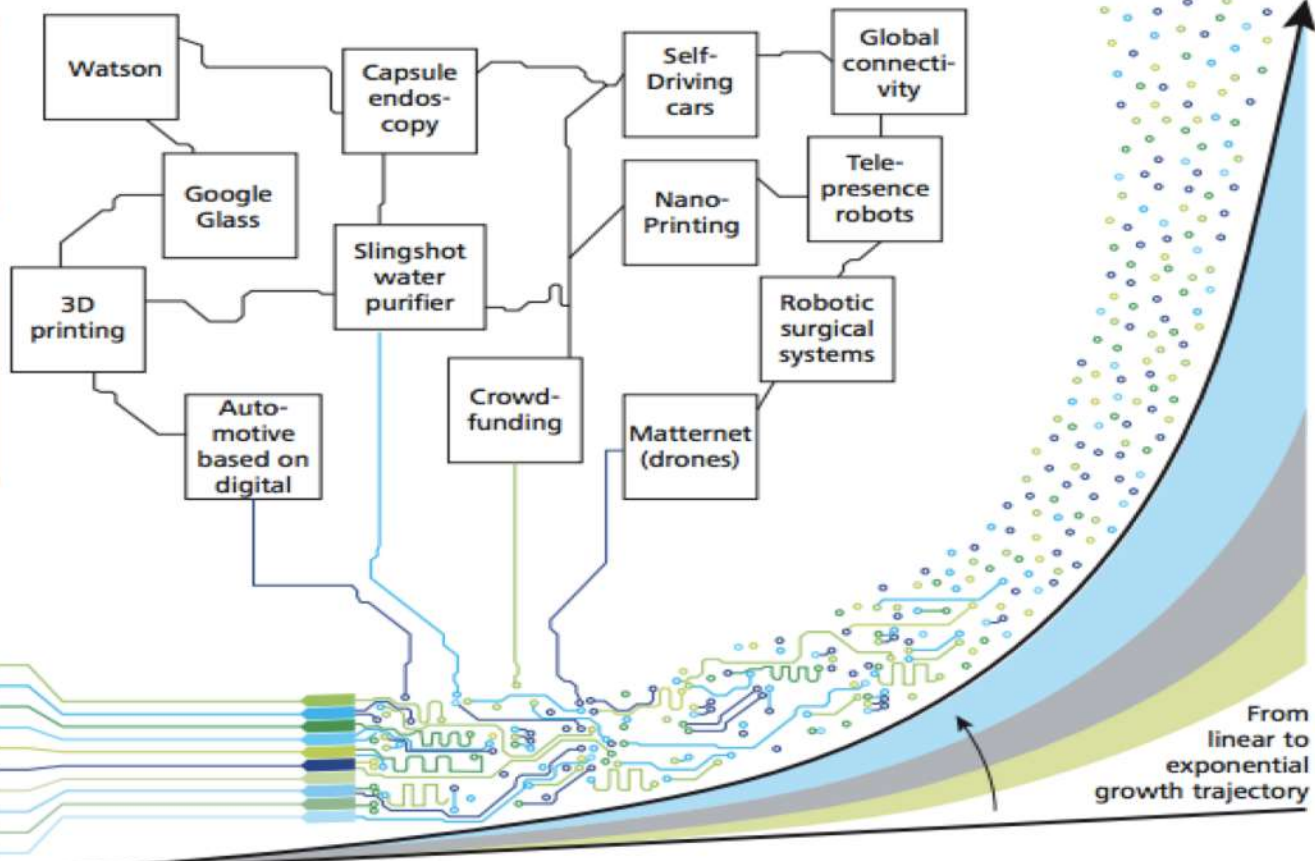 Watson
Capsule
endos-
copy
Self-
Driving
cars
Global
connecti-
vity
Google
Glass
Nano-
Printing
Tele-
presence
robots
3D
printing
Slingshot
water
purifier
Robotic
surgical
systems
Auto-
motive
based on
digital
Crowd-
funding
Matternet
(drones)
From
linear to
exponential
growth trajectory